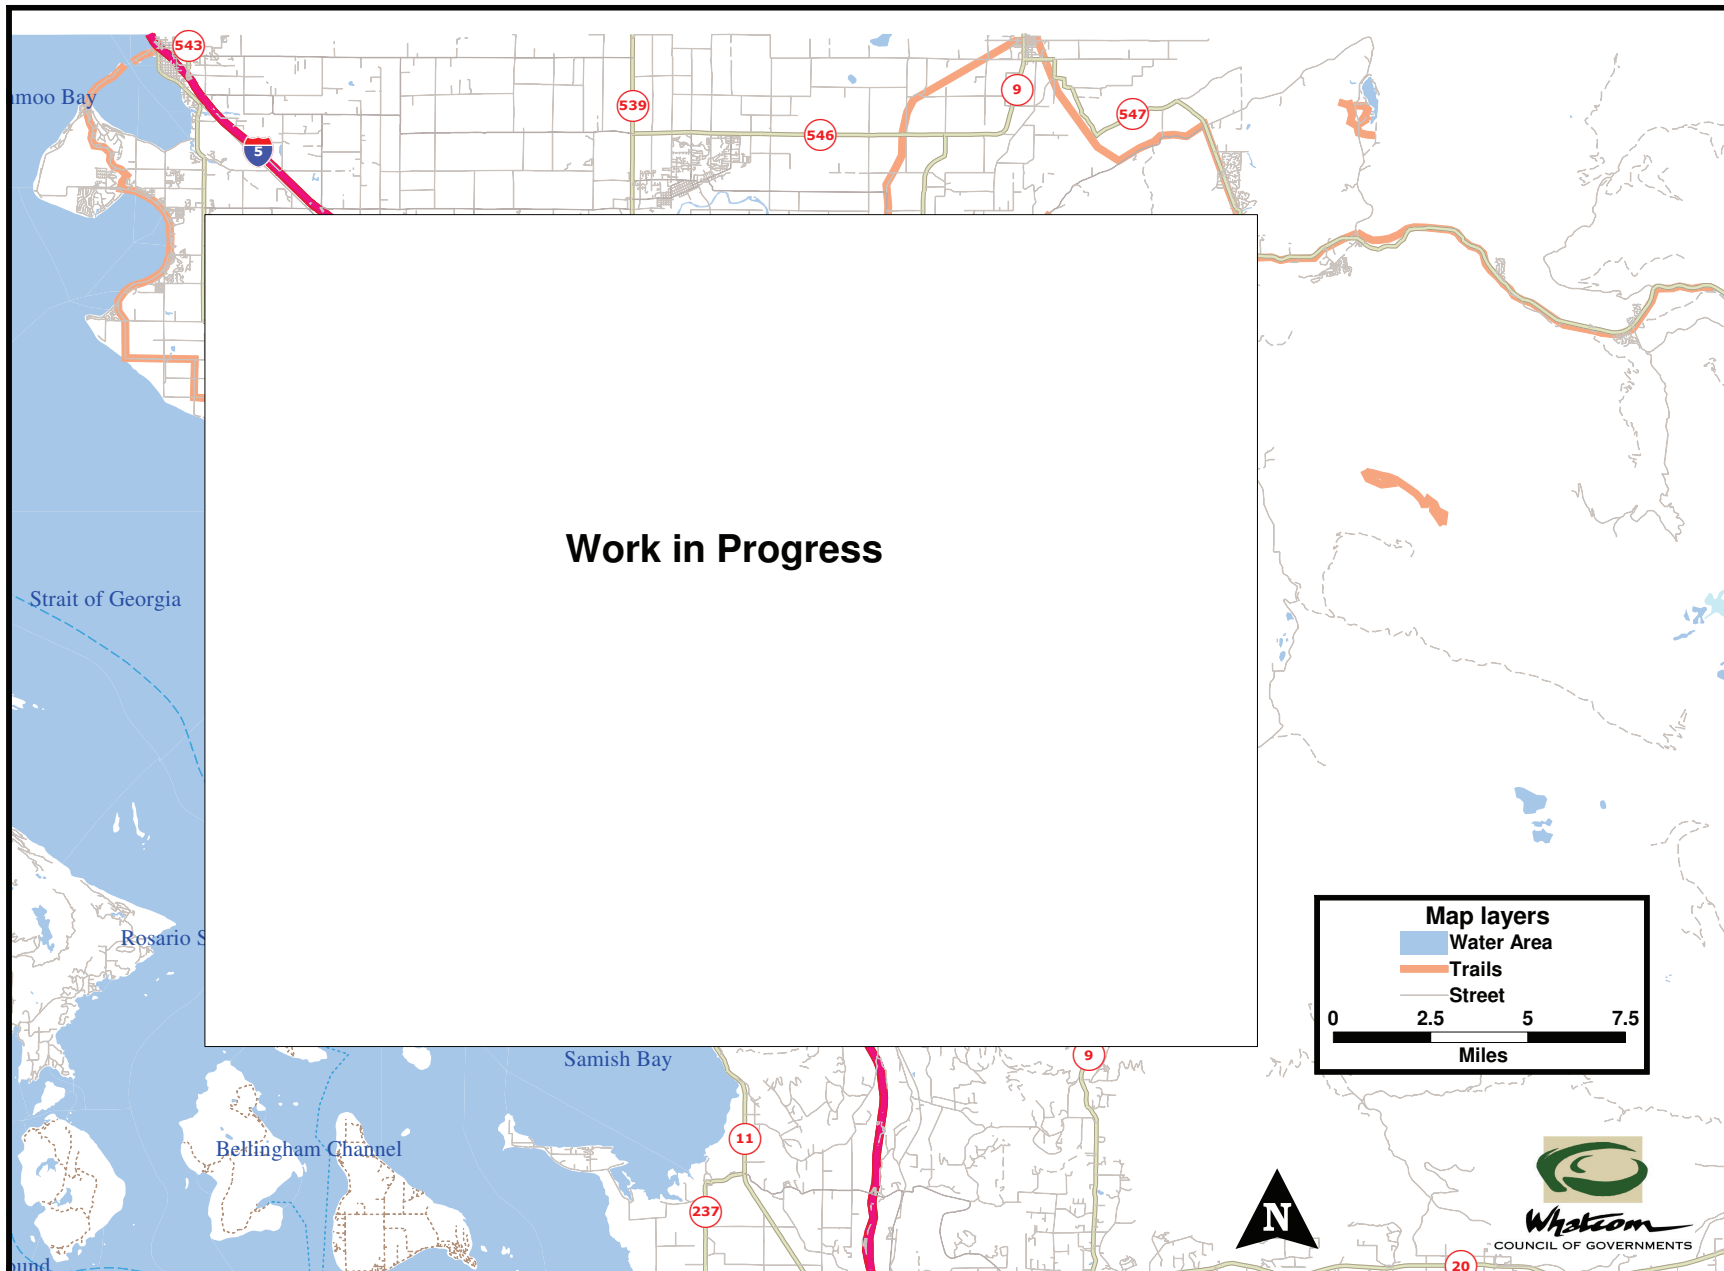 543
moo Bay
9
539
547
546
5
Work in Progress
Strait of Georgia
Map layers
Rosario S
Water Area
Trails
Street
0 2.5 5 7.5
Miles
9
Samish Bay
11
Bellingham Channel
237
N
Whatcom
COUNCIL OF GOVERNMENTS
20
ound